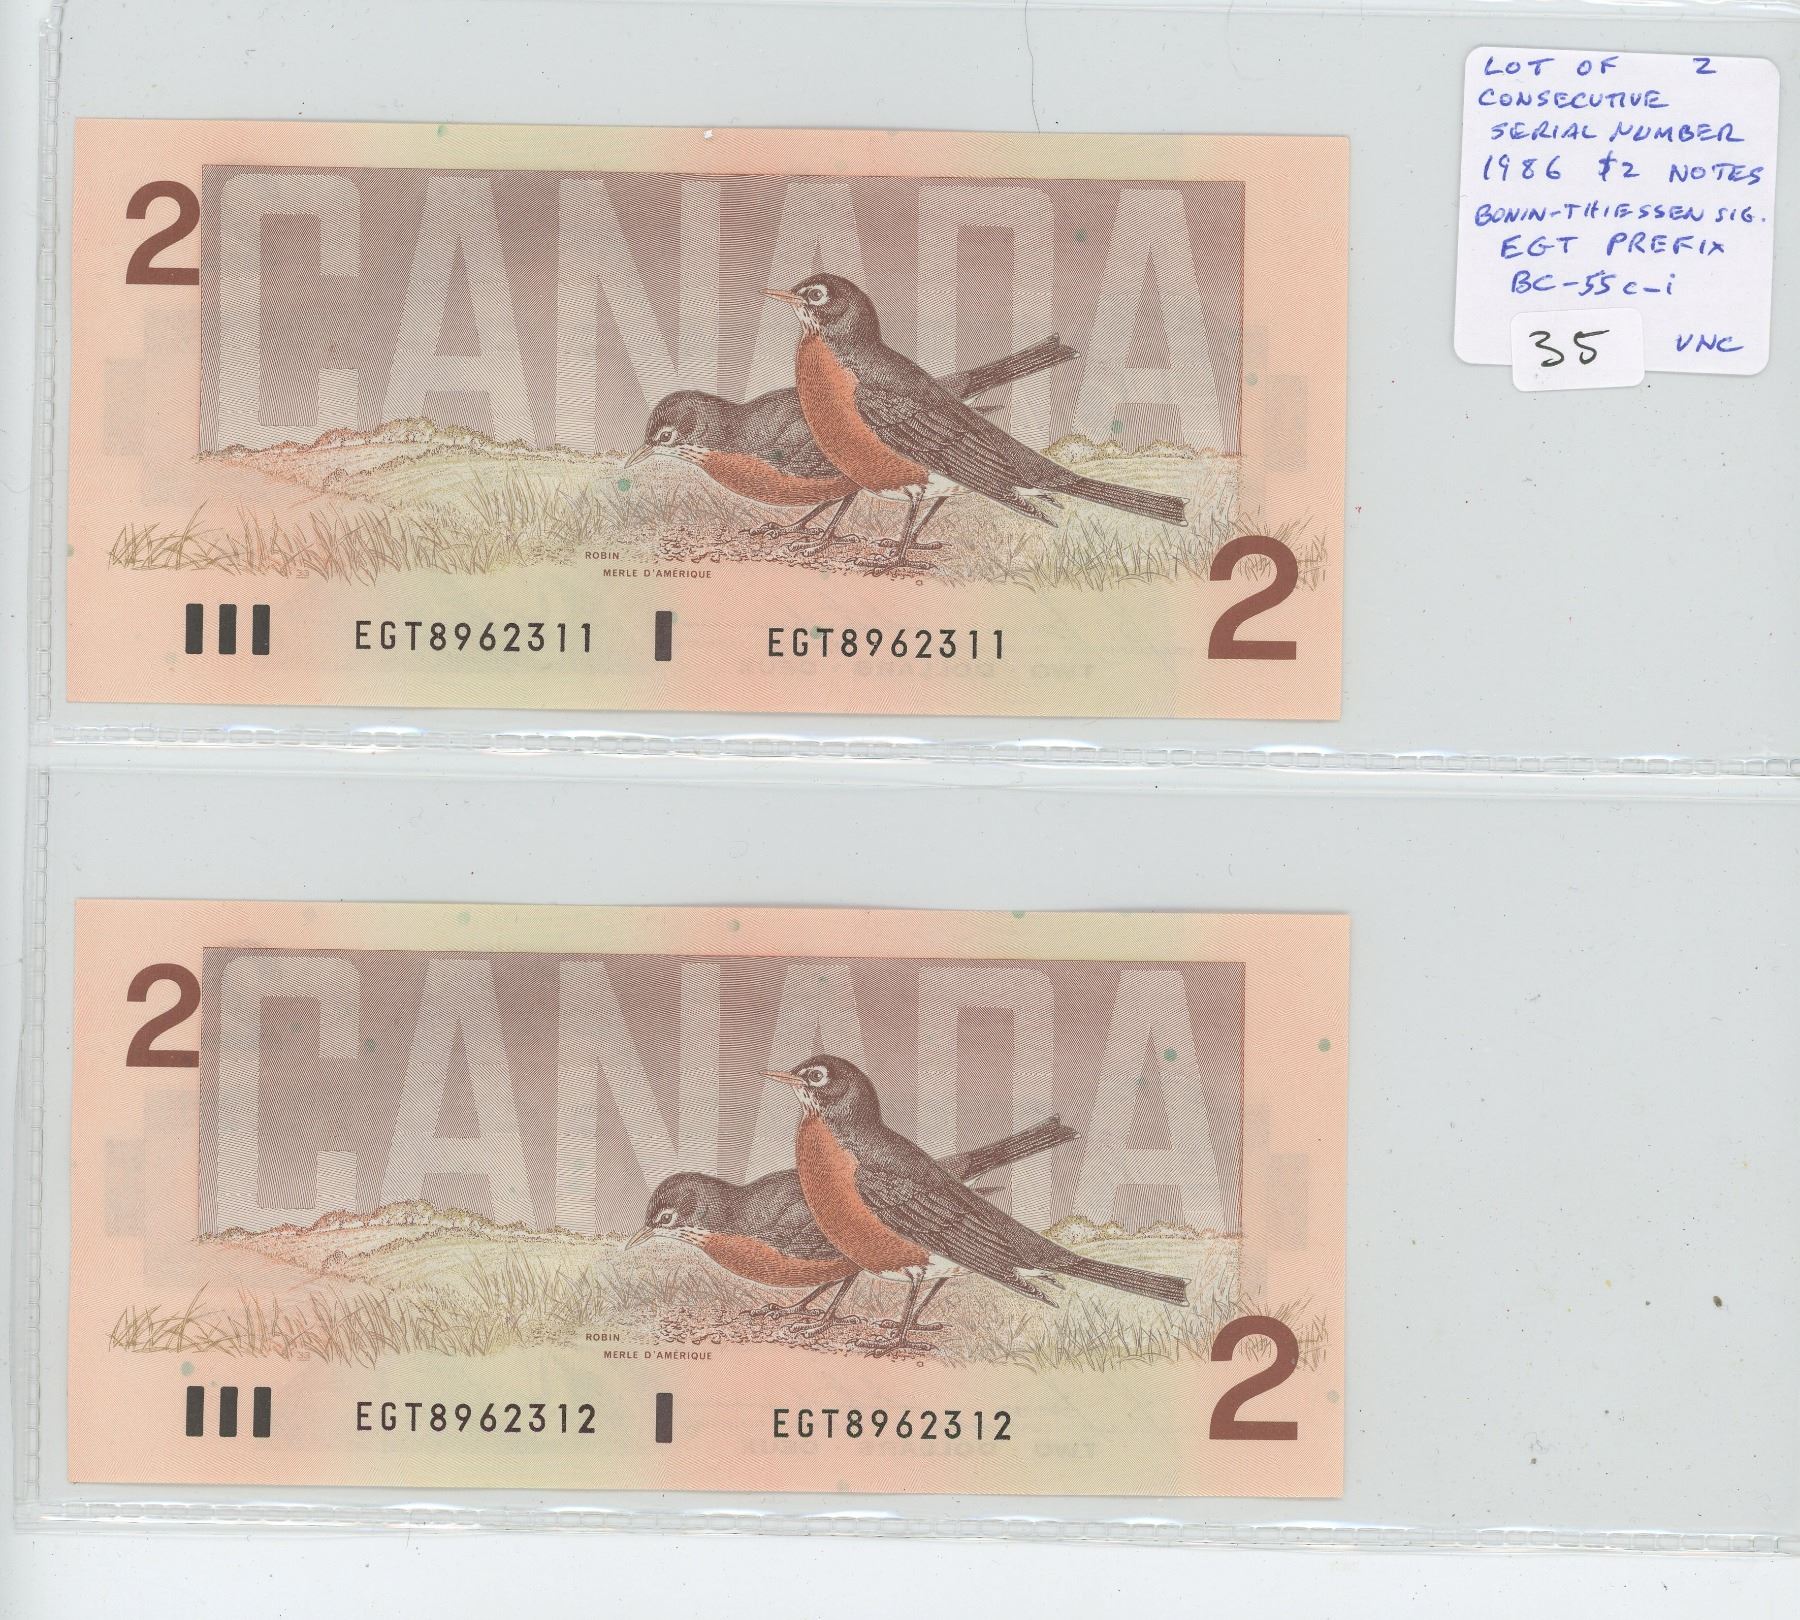 LOT OF 2
CONSECUTIVE
SERIAL NUMBER
1986 $2 NOTES
BONIN-THIESSEN SIG.
EGT PREFIX
BC-55c-i
35 UNC
2
CANADA
ROBIN
MERLE D'AMÉRIQUE
2
EGT8962311 EGT8962311
2
CANADA
ROBIN
MERLE D'AMÉRIQUE
2
EGT8962312 EGT8962312